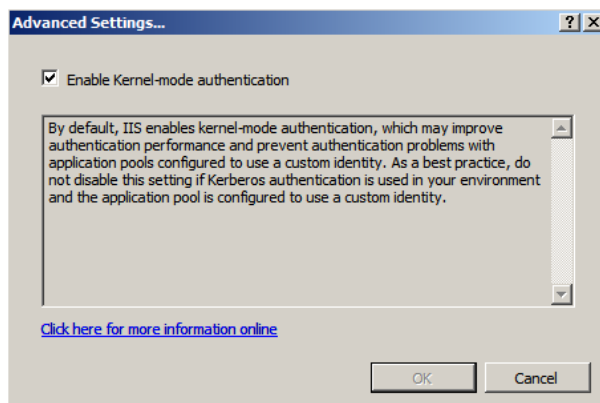 Advanced Settings...
Enable Kernel-mode authentication
By default, IIS enables kernel-mode authentication, which may improve
authentication performance and prevent authentication problems with
application pools configured to use a custom identity. As a best practice, do
not disable this setting if Kerberos authentication is used in your environment
and the application pool is configured to use a custom identity.
Click here for more information online
OK
Cancel